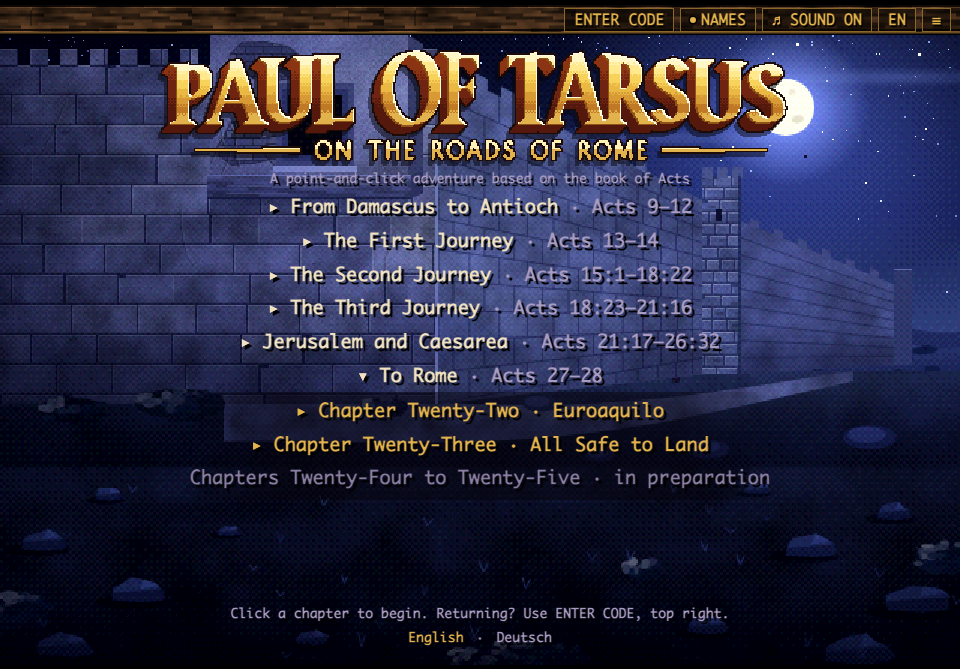 ENTER CODE ● NAMES ♬ SOUND ON EN ≡
PAUL OF TARSUS
ON THE ROADS OF ROME
A point-and-click adventure based on the book of Acts
▸ From Damascus to Antioch · Acts 9–12
▸ The First Journey · Acts 13–14
▸ The Second Journey · Acts 15:1–18:22
▸ The Third Journey · Acts 18:23–21:16
▸ Jerusalem and Caesarea · Acts 21:17–26:32
▾ To Rome · Acts 27–28
▸ Chapter Twenty-Two · Euroaquilo
▸ Chapter Twenty-Three · All Safe to Land
Chapters Twenty-Four to Twenty-Five · in preparation
Click a chapter to begin. Returning? Use ENTER CODE, top right.
English · Deutsch